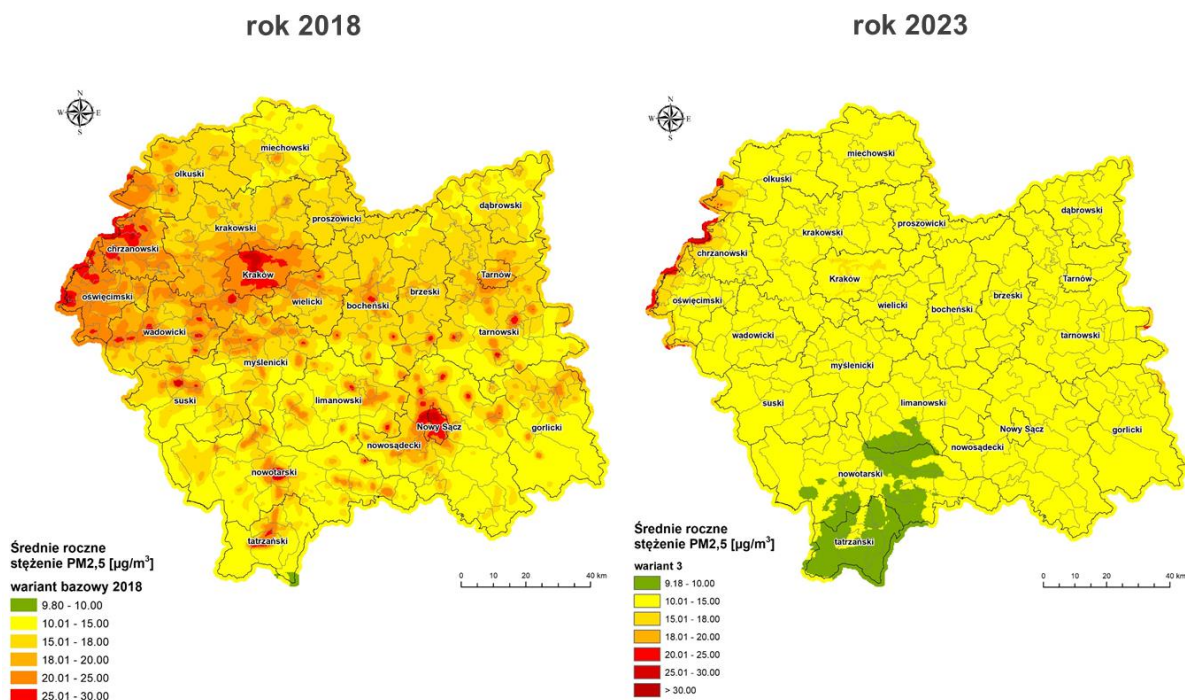 rok 2018
N
W
E
S
miechowski
olkuski
dąbrowski
proszowicki
krakowski
chrzanowski
Kraków
Tarnów
oświęcimski
wielicki
bocheński
brzeski
wadowicki
tarnowski
myślenicki
suski
limanowski
Nowy Sącz
gorlicki
nowosądecki
nowotarski
tatrzański
Średnie roczne
stężenie PM2,5 [µg/m³]
wariant bazowy 2018
9.80 - 10.00
10.01 - 15.00
15.01 - 18.00
18.01 - 20.00
20.01 - 25.00
25.01 - 30.00
0 10 20 40 km
rok 2023
N
W
E
S
miechowski
olkuski
dąbrowski
proszowicki
krakowski
chrzanowski
Kraków
Tarnów
oświęcimski
wielicki
bocheński
brzeski
wadowicki
tarnowski
myślenicki
suski
limanowski
Nowy Sącz
gorlicki
nowosądecki
nowotarski
tatrzański
Średnie roczne
stężenie PM2,5 [µg/m³]
wariant 3
9.18 - 10.00
10.01 - 15.00
15.01 - 18.00
18.01 - 20.00
20.01 - 25.00
25.01 - 30.00
> 30.00
0 10 20 40 km